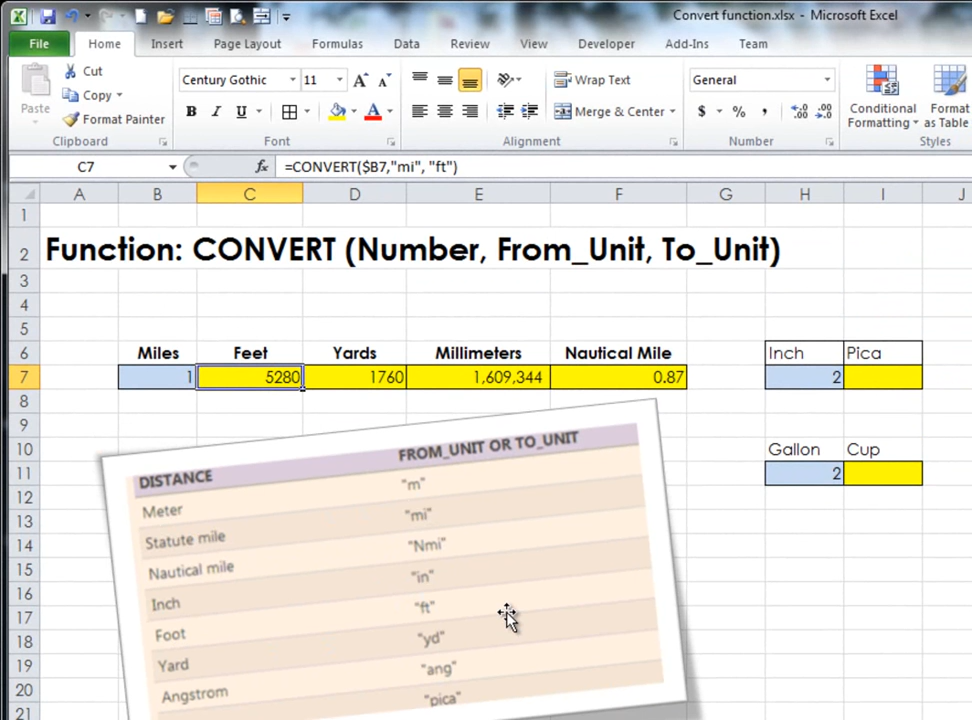 Convert function.xlsx - Microsoft Excel
File Home Insert Page Layout Formulas Data Review View Developer Add-Ins Team
Cut
Copy
Format Painter
Paste
Clipboard
Century Gothic 11 A A
B I U A
Font
Wrap Text
Merge & Center
Alignment
General
$ % ,
Number
Conditional Formatting
Format as Table
Styles
C7 fx =CONVERT($B7,"mi", "ft")
A B C D E F G H I J
1
2 Function: CONVERT (Number, From_Unit, To_Unit)
3
4
5
6 Miles Feet Yards Millimeters Nautical Mile Inch Pica
7 1 5280 1760 1,609,344 0.87 2
8
9
10 Gallon Cup
11 2
12
13
14
15
16
17
18
19
20
21
DISTANCE FROM_UNIT OR TO_UNIT
Meter "m"
Statute mile "mi"
Nautical mile "Nmi"
Inch "in"
Foot "ft"
Yard "yd"
Angstrom "ang"
"pica"